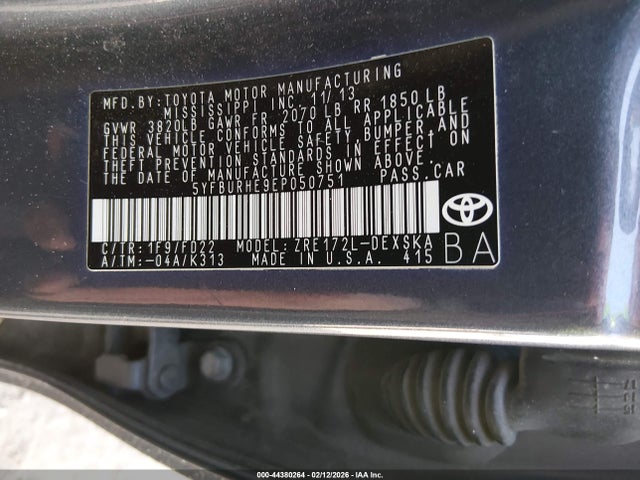 MFD. BY: TOYOTA MOTOR MANUFACTURING
MISSISSIPPI, INC. 11/13
GVWR 3820LB GAWR FR 2070 LB RR 1850 LB
THIS VEHICLE CONFORMS TO ALL APPLICABLE
FEDERAL MOTOR VEHICLE SAFETY, BUMPER, AND
THEFT PREVENTION STANDARDS IN EFFECT ON
THE DATE OF MANUFACTURE SHOWN ABOVE.
5YFBURHE9EP050751 PASS.CAR
C/TR: 1F9/FD22 MODEL: ZRE172L-DEXSKA
A/TM: -04A/K313 MADE IN U.S.A. 415
BA
000-44380264 - 02/12/2026 - IAA Inc.